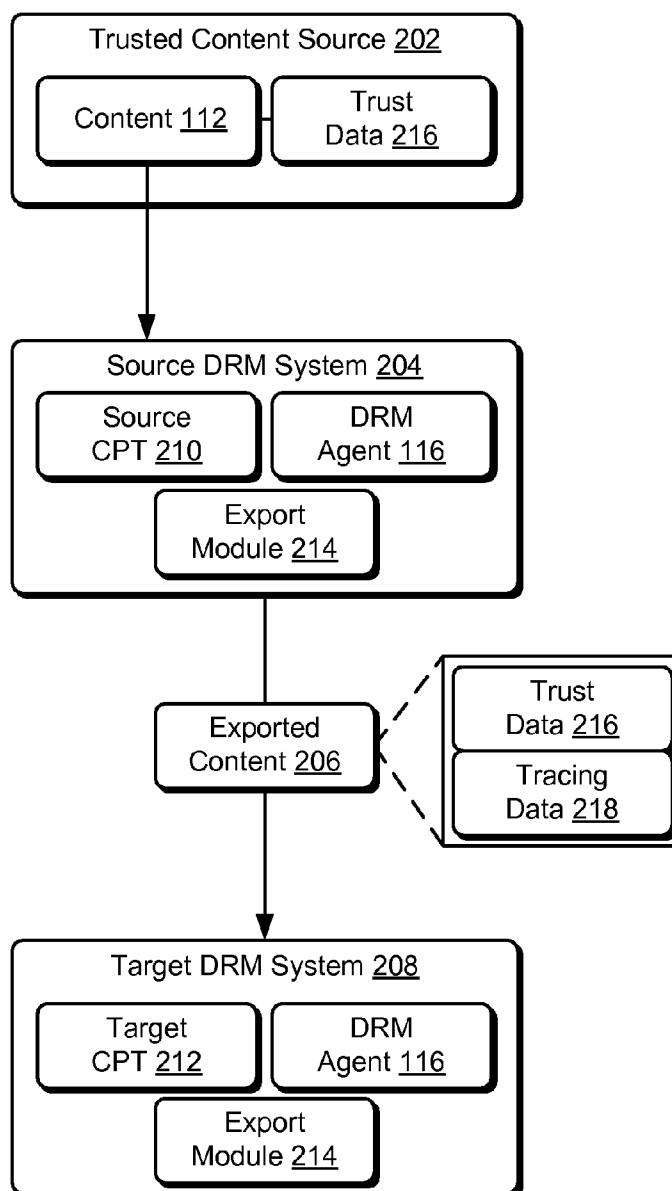 Trusted Content Source 202
Content 112
Trust
Data 216
Source DRM System 204
Source
CPT 210
DRM
Agent 116
Export
Module 214
Exported
Content 206
Trust
Data 216
Tracing
Data 218
Target DRM System 208
Target
CPT 212
DRM
Agent 116
Export
Module 214